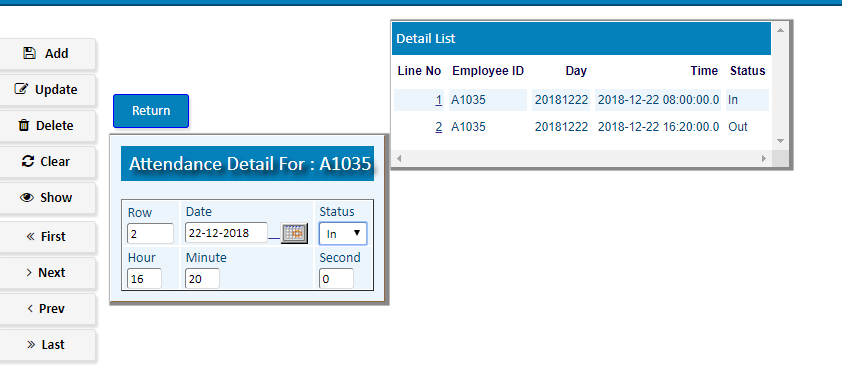 Add
Update
Delete
Clear
Show
« First
> Next
< Prev
» Last
Return
Attendance Detail For : A1035
Row Date Status
2 22-12-2018 In
Hour Minute Second
16 20 0
Detail List
Line No Employee ID Day Time Status
1 A1035 20181222 2018-12-22 08:00:00.0 In
2 A1035 20181222 2018-12-22 16:20:00.0 Out